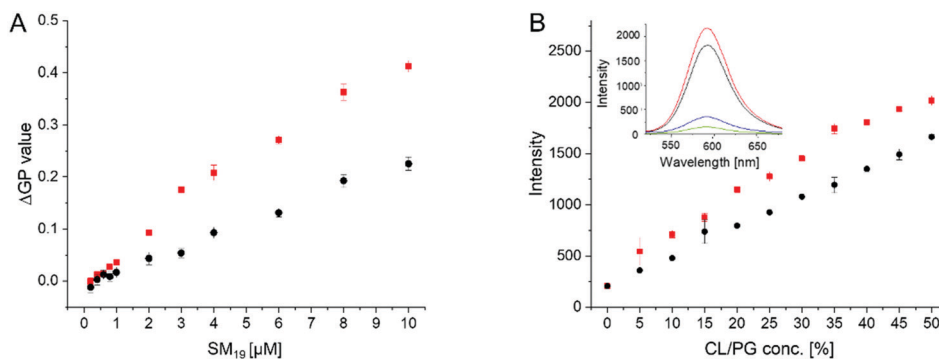 A
ΔGP value
0.5
0.4
0.3
0.2
0.1
0.0
0 1 2 3 4 5 6 7 8 9 10
SM₁₉ [µM]
B
Intensity
2500
2000
1500
1000
500
0
0 5 10 15 20 25 30 35 40 45 50
CL/PG conc. [%]
Intensity
2000
1500
1000
500
0
550 600 650
Wavelength [nm]